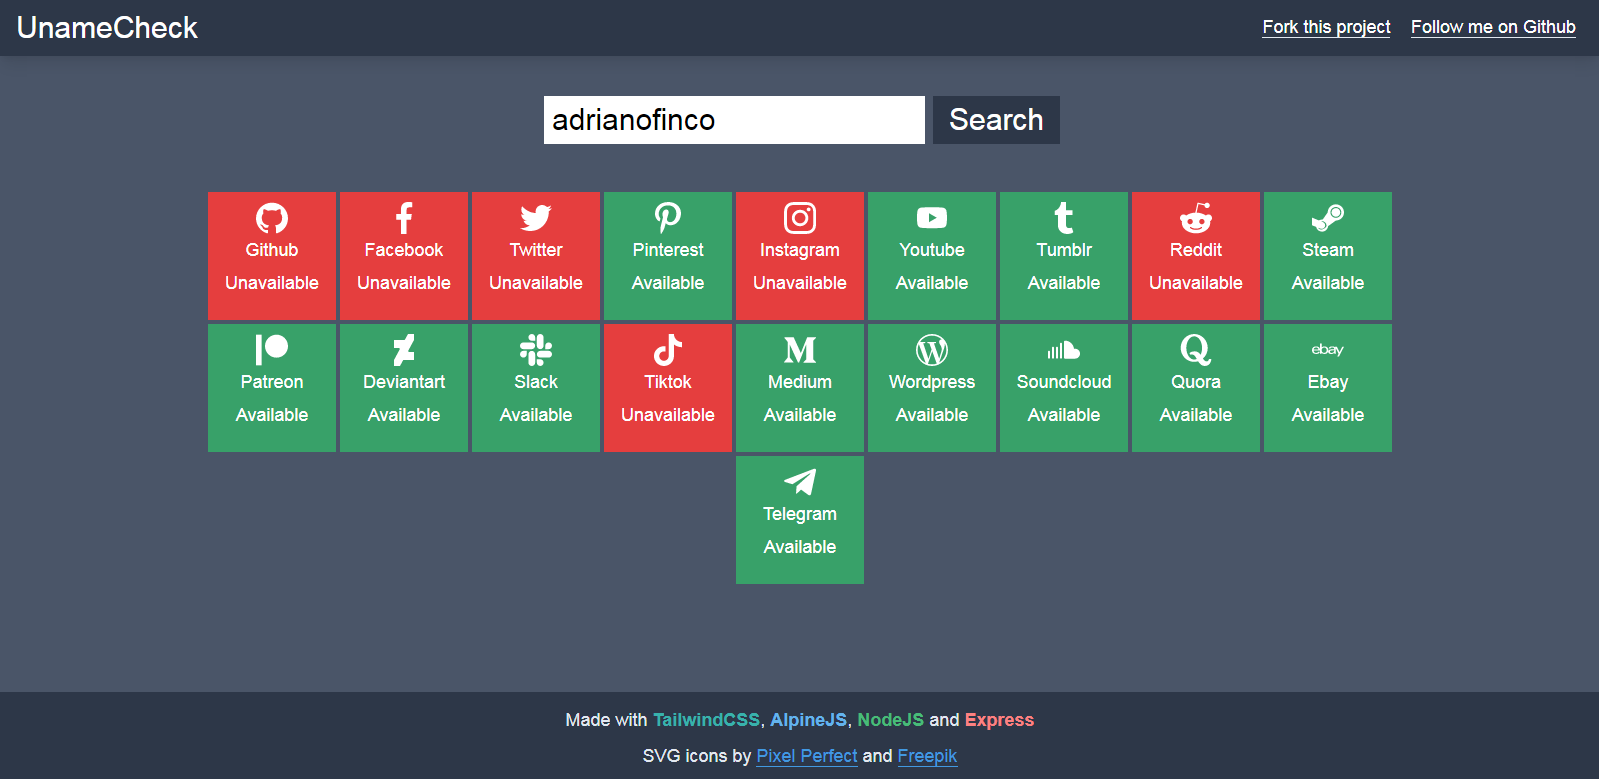 UnameCheck Fork this project Follow me on Github
adrianofinco Search
Github Facebook Twitter Pinterest Instagram Youtube Tumblr Reddit Steam
Unavailable Unavailable Unavailable Available Unavailable Available Available Unavailable Available
ebay
Patreon Deviantart Slack Tiktok Medium Wordpress Soundcloud Quora Ebay
Available Available Available Unavailable Available Available Available Available Available
Telegram
Available
Made with TailwindCSS, AlpineJS, NodeJS and Express
SVG icons by Pixel Perfect and Freepik